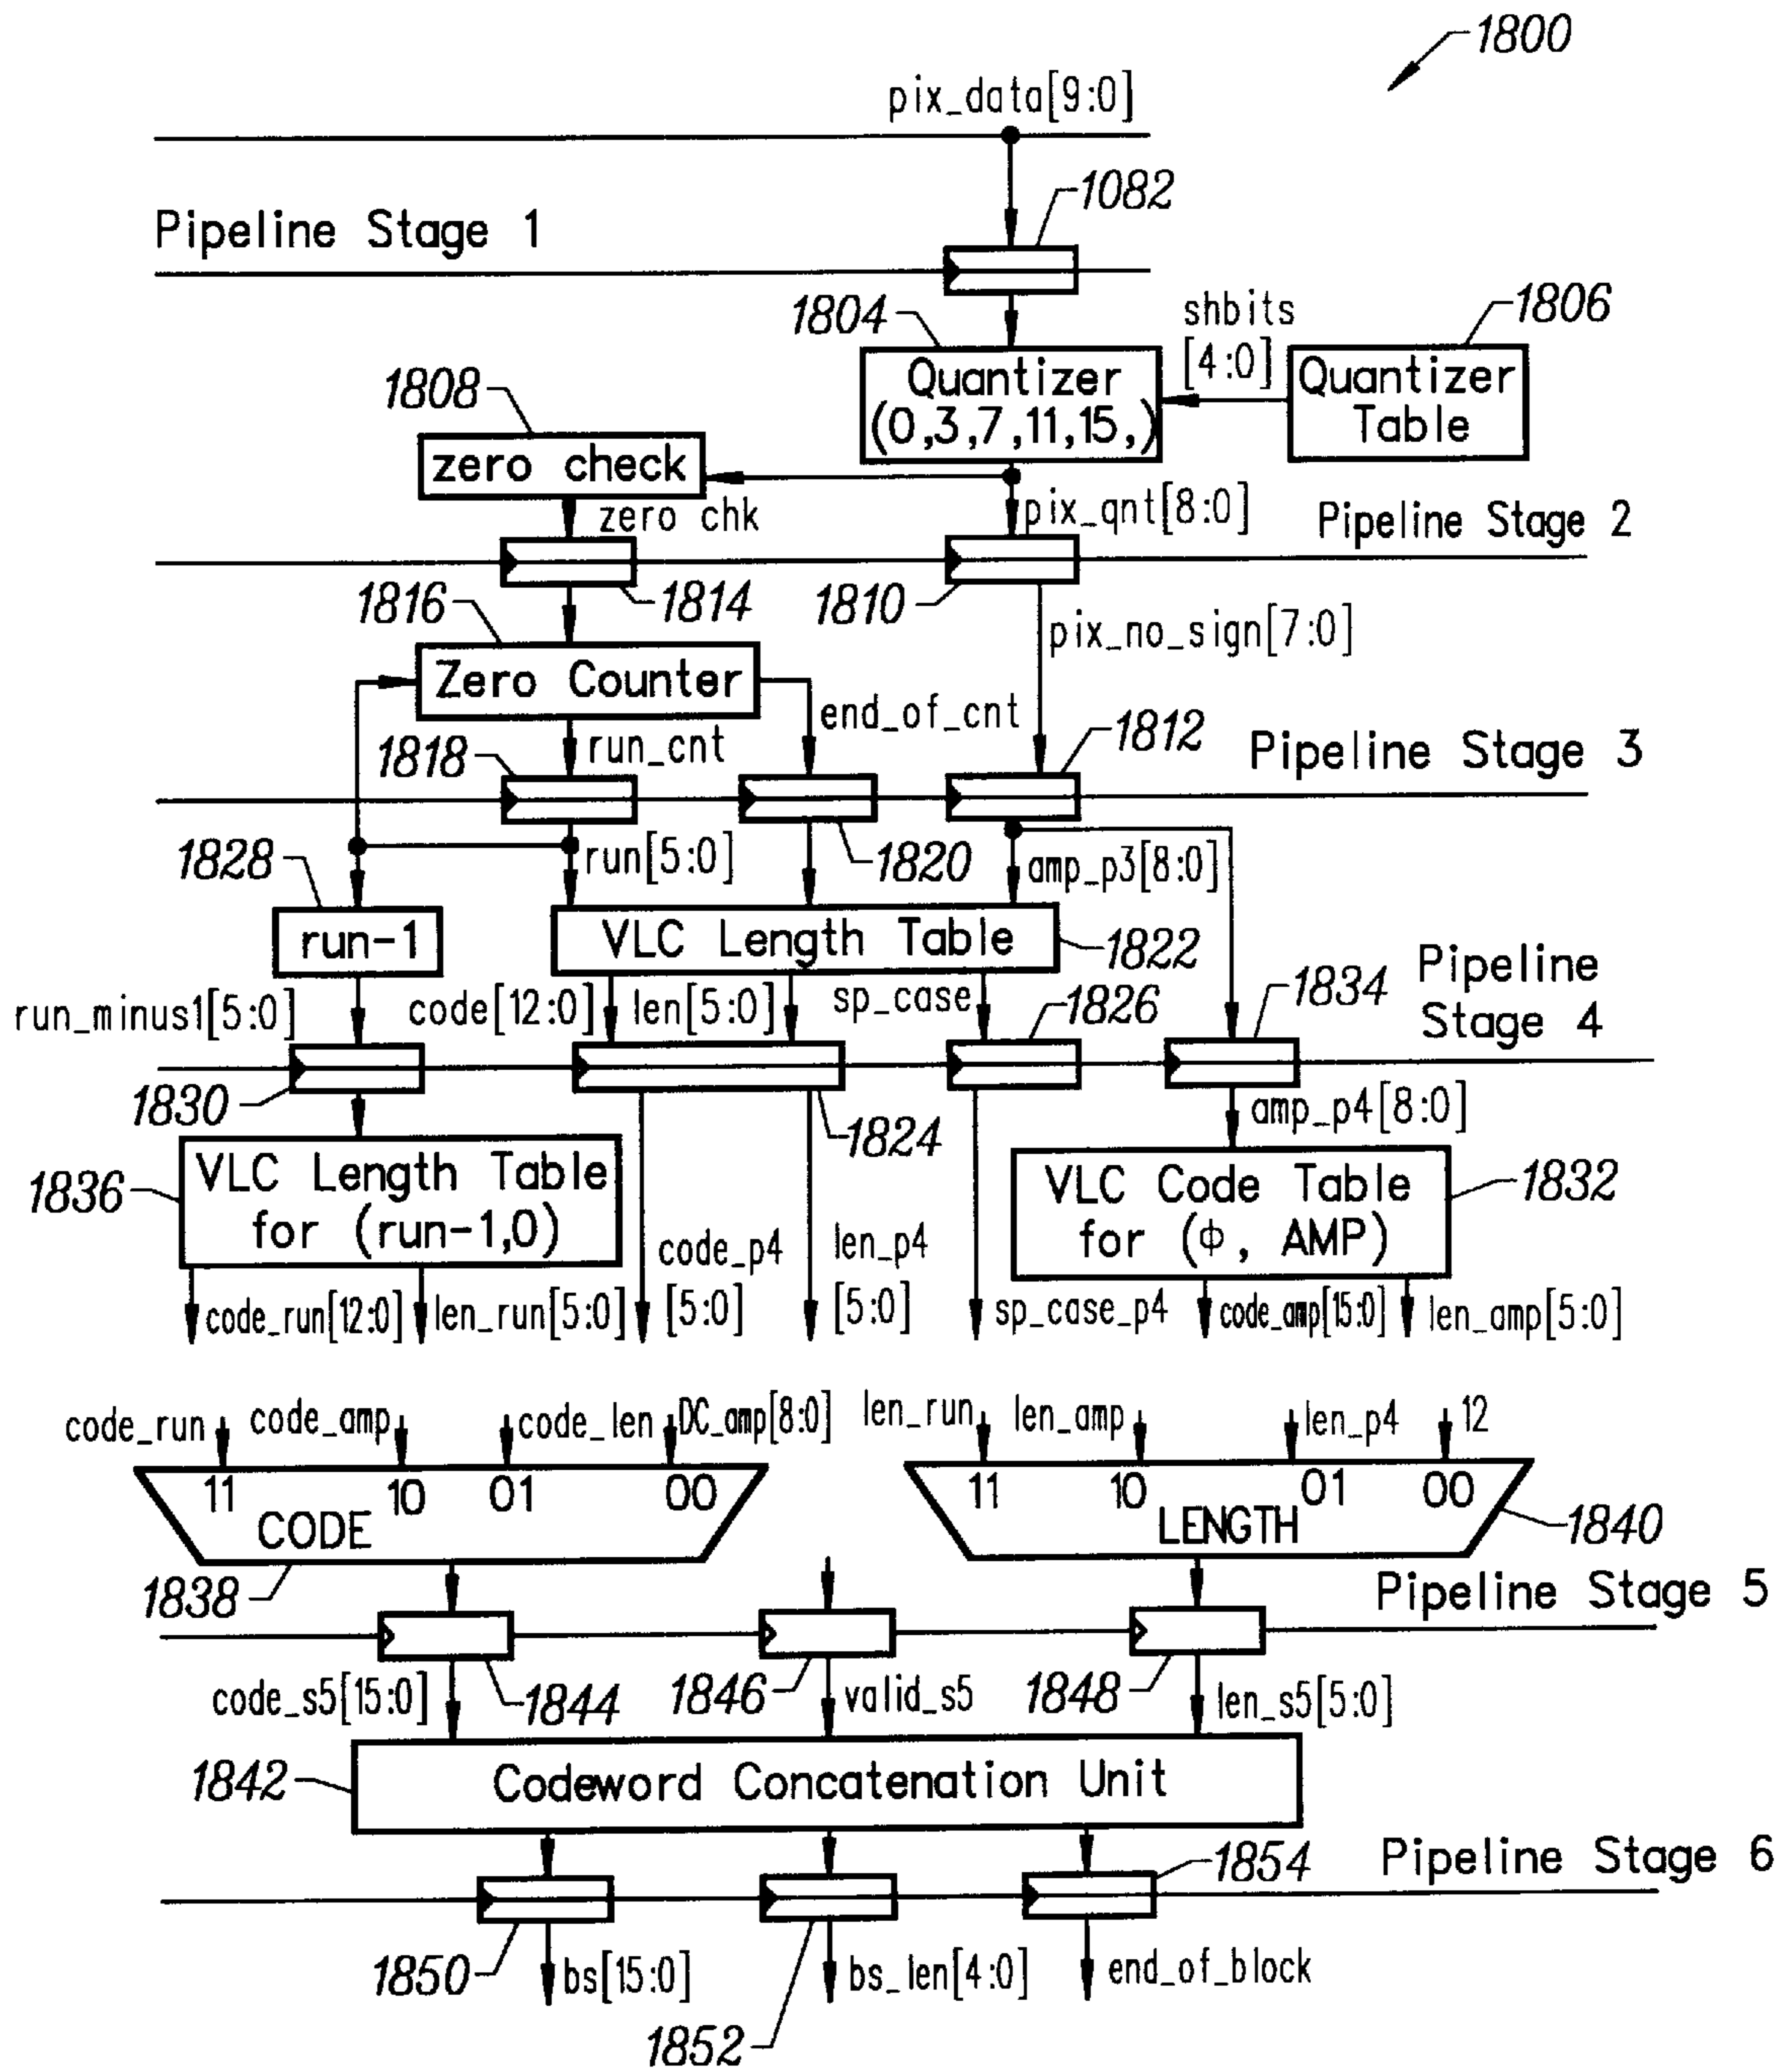 1800
pix_data[9:0]
1082
Pipeline Stage 1
1804
shbits
[4:0]
1806
Quantizer
(0,3,7,11,15,)
Quantizer
Table
1808
zero check
zero chk
pix_qnt[8:0]
Pipeline Stage 2
1816
1814
1810
pix_no_sign[7:0]
Zero Counter
end_of_cnt
run_cnt
1818
1812
Pipeline Stage 3
1828
run[5:0]
1820
amp_p3[8:0]
run-1
VLC Length Table
1822
Pipeline
Stage 4
run_minus1[5:0]
code[12:0]
len[5:0]
sp_case
1826
1834
1830
1824
amp_p4[8:0]
1836
VLC Length Table
for (run-1,0)
VLC Code Table
for (ϕ, AMP)
1832
code_p4
[5:0]
len_p4
[5:0]
code_run[12:0]
len_run[5:0]
sp_case_p4
code_amp[15:0]
len_amp[5:0]
code_run
code_amp
code_len
DC_amp[8:0]
len_run
len_amp
len_p4
12
11 10 01 00
CODE
11 10 01 00
LENGTH
1840
1838
Pipeline Stage 5
code_s5[15:0]
1844
1846
valid_s5
1848
len_s5[5:0]
1842
Codeword Concatenation Unit
1854
Pipeline Stage 6
1850
bs[15:0]
bs_len[4:0]
end_of_block
1852